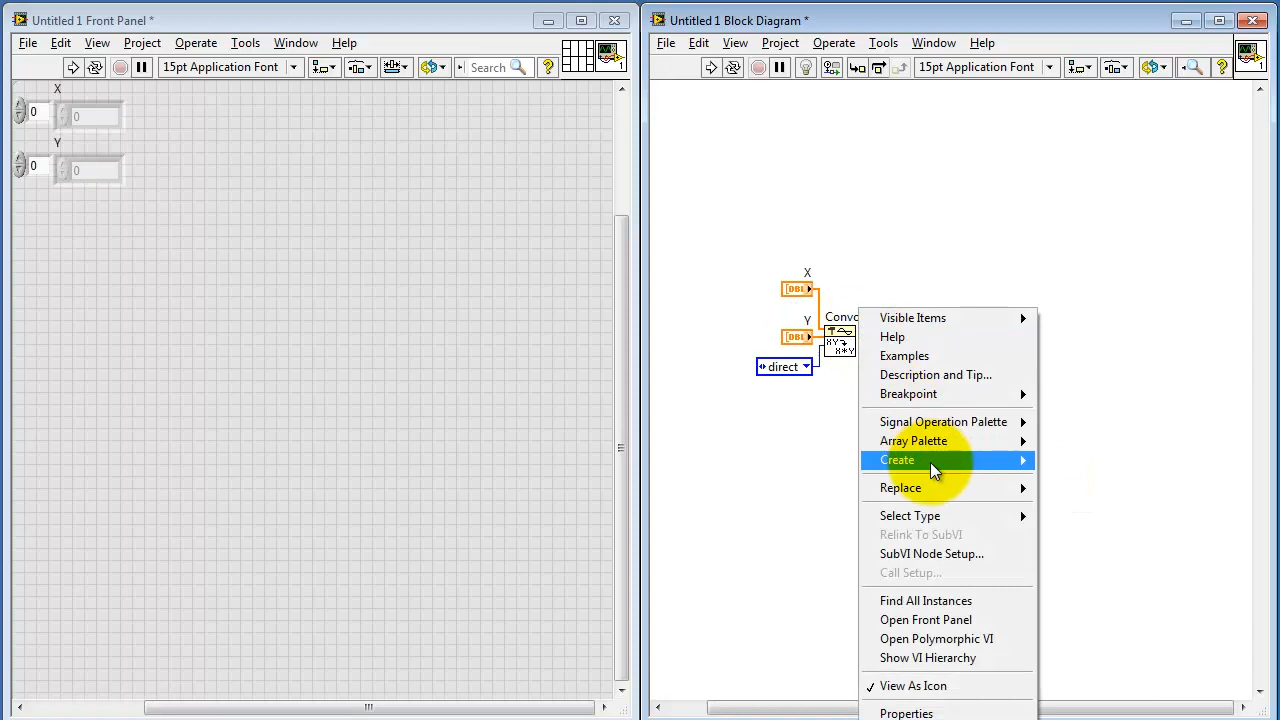 Untitled 1 Front Panel *
File Edit View Project Operate Tools Window Help
15pt Application Font Search ? 1
X
0 0
Y
0 0
Untitled 1 Block Diagram *
File Edit View Project Operate Tools Window Help
15pt Application Font ? 1
X
[DBL
Y
[DBL
direct
XY
X*Y
Visible Items
Help
Examples
Description and Tip...
Breakpoint
Signal Operation Palette
Array Palette
Create
Replace
Select Type
Relink To SubVI
SubVI Node Setup...
Call Setup...
Find All Instances
Open Front Panel
Open Polymorphic VI
Show VI Hierarchy
View As Icon
Properties